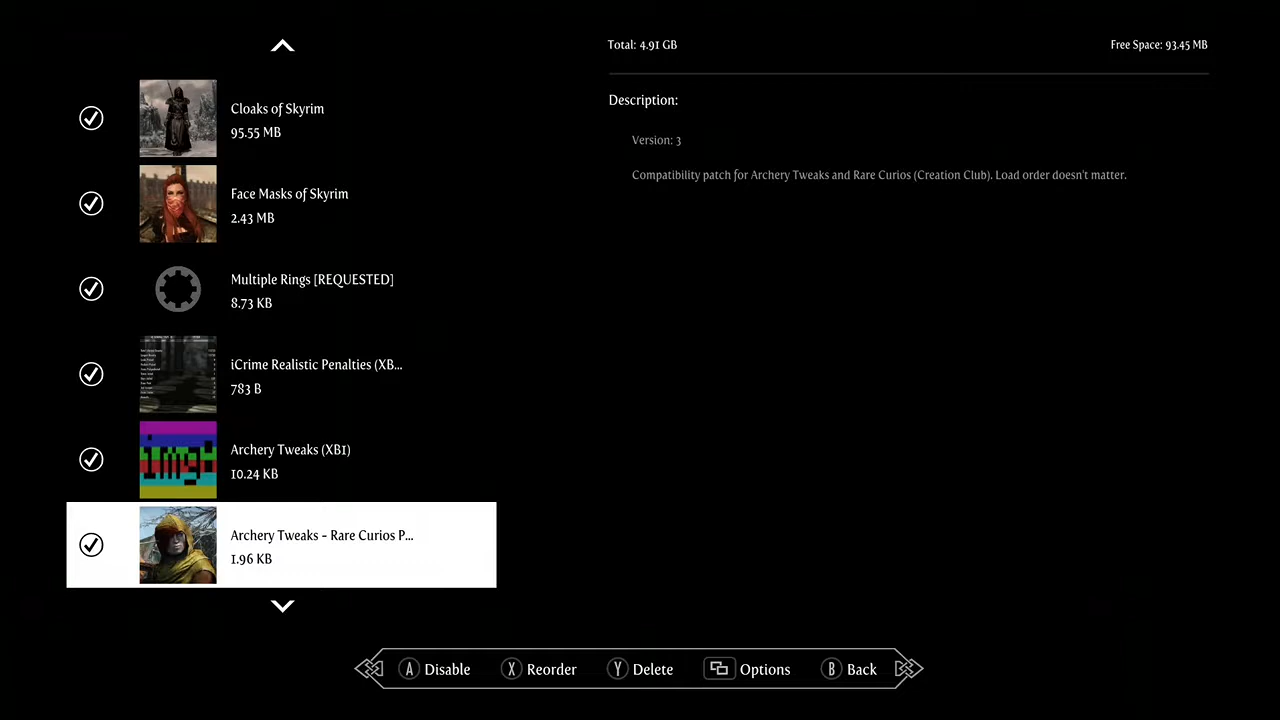 Total: 4.91 GB
Free Space: 93.45 MB
Cloaks of Skyrim
95.55 MB
Face Masks of Skyrim
2.43 MB
Multiple Rings [REQUESTED]
8.73 KB
iCrime Realistic Penalties (XB...
783 B
Archery Tweaks (XB1)
10.24 KB
Archery Tweaks - Rare Curios P...
1.96 KB
Description:
Version: 3
Compatibility patch for Archery Tweaks and Rare Curios (Creation Club). Load order doesn't matter.
A Disable X Reorder Y Delete Options B Back